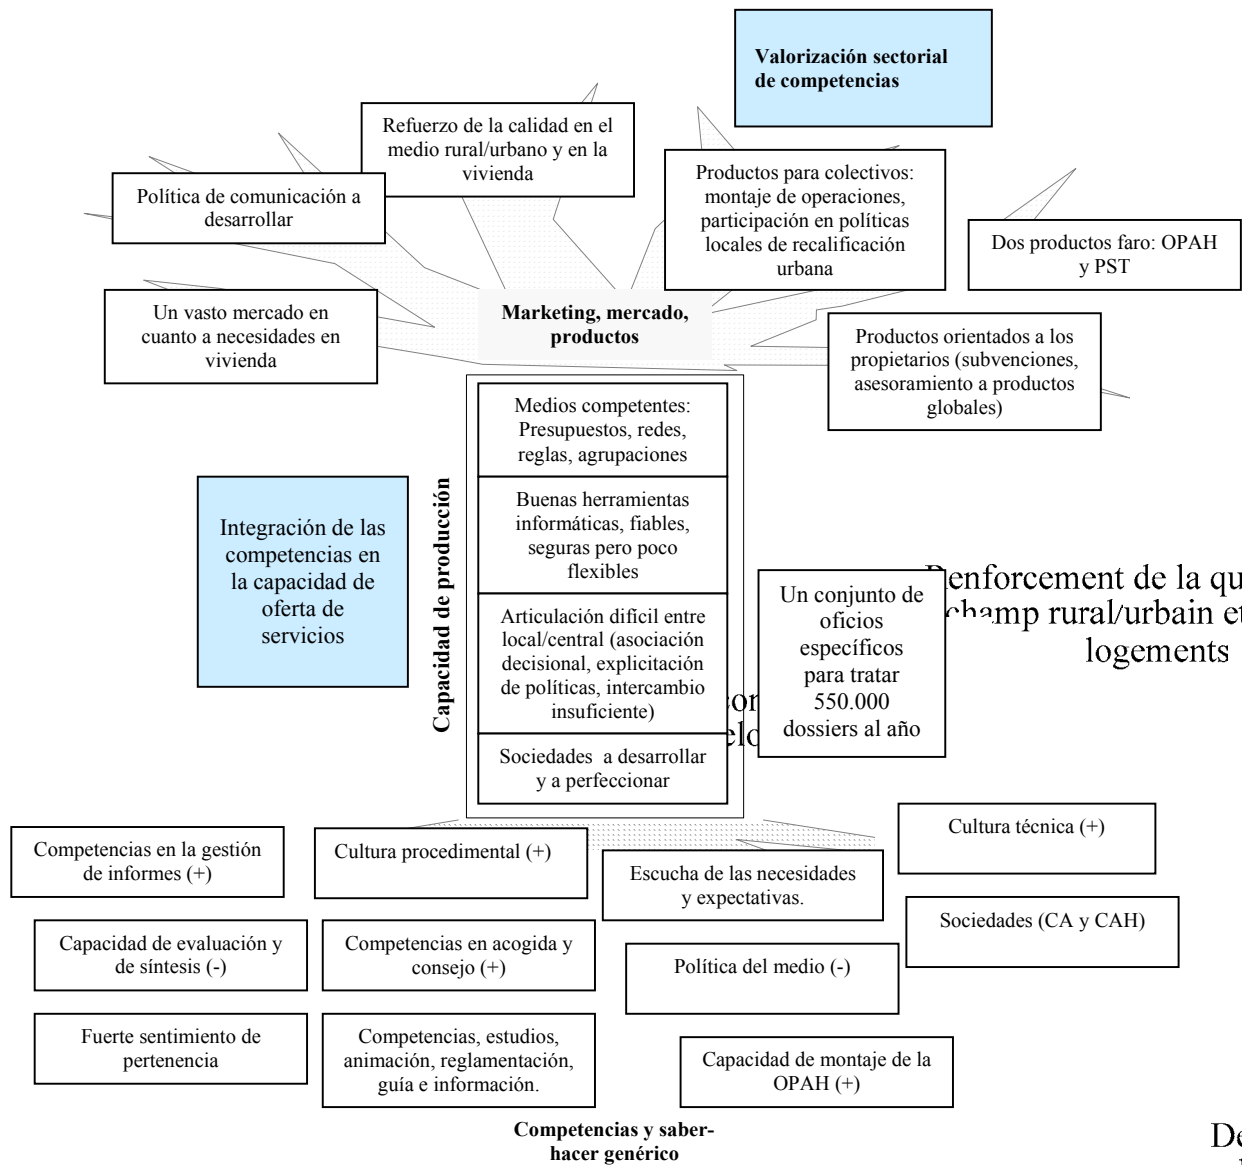 Valorización sectorial
de competencias
Refuerzo de la calidad en el
medio rural/urbano y en la
vivienda
Política de comunicación a
desarrollar
Productos para colectivos:
montaje de operaciones,
participación en políticas
locales de recalificación
urbana
Dos productos faro: OPAH
y PST
Un vasto mercado en
cuanto a necesidades en
vivienda
Marketing, mercado,
productos
Productos orientados a los
propietarios (subvenciones,
asesoramiento a productos
globales)
Capacidad de producción
Medios competentes:
Presupuestos, redes,
reglas, agrupaciones
Buenas herramientas
informáticas, fiables,
seguras pero poco
flexibles
Articulación difícil entre
local/central (asociación
decisional, explicitación
de políticas, intercambio
insuficiente)
Sociedades a desarrollar
y a perfeccionar
Integración de las
competencias en
la capacidad de
oferta de
servicios
Un conjunto de
oficios
específicos
para tratar
550.000
dossiers al año
Renforcement de la qu
champ rural/urbain et
logements
Competencias en la gestión
de informes (+)
Cultura procedimental (+)
Escucha de las necesidades
y expectativas.
Cultura técnica (+)
Capacidad de evaluación y
de síntesis (-)
Competencias en acogida y
consejo (+)
Política del medio (-)
Sociedades (CA y CAH)
Fuerte sentimiento de
pertenencia
Competencias, estudios,
animación, reglamentación,
guía e información.
Capacidad de montaje de la
OPAH (+)
Competencias y saber-
hacer genérico